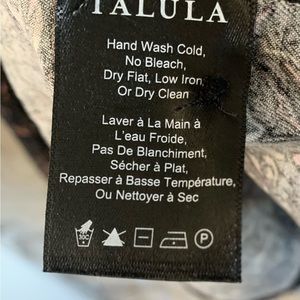 TALULA
Hand Wash Cold,
No Bleach,
Dry Flat, Low Iron
Or Dry Clean
Laver à La Main à
L'eau Froide,
Pas De Blanchiment,
Sécher à Plat,
Repasser à Basse Température,
Ou Nettoyer à Sec
30C
P